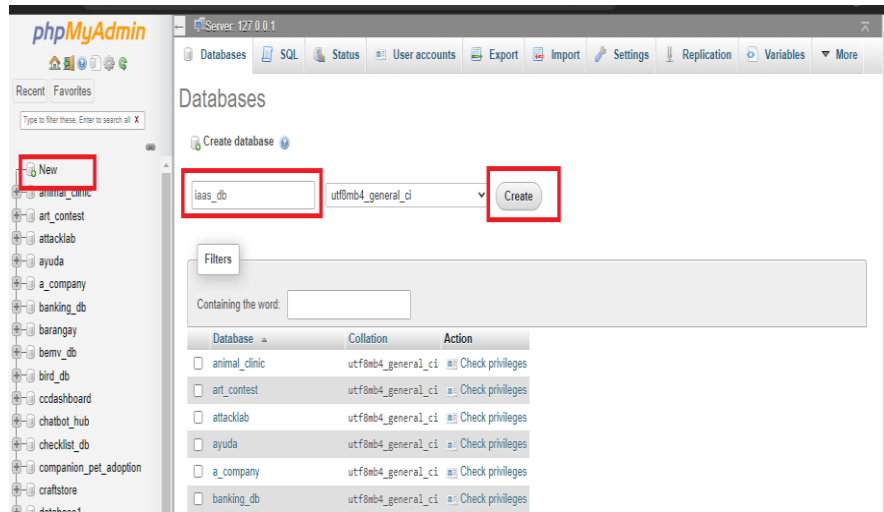 phpMyAdmin
Recent Favorites
Type to filter these, Enter to search all X
New
animal_clinic
art_contest
attacklab
ayuda
a_company
banking_db
barangay
bemv_db
bird_db
ccdashboard
chatbot_hub
checklist_db
companion_pet_adoption
craftstore
database1
Server: 127.0.0.1
Databases SQL Status User accounts Export Import Settings Replication Variables More
Databases
Create database
iaas_db utf8mb4_general_ci Create
Filters
Containing the word:
Database Collation Action
animal_clinic utf8mb4_general_ci Check privileges
art_contest utf8mb4_general_ci Check privileges
attacklab utf8mb4_general_ci Check privileges
ayuda utf8mb4_general_ci Check privileges
a_company utf8mb4_general_ci Check privileges
banking_db utf8mb4_general_ci Check privileges